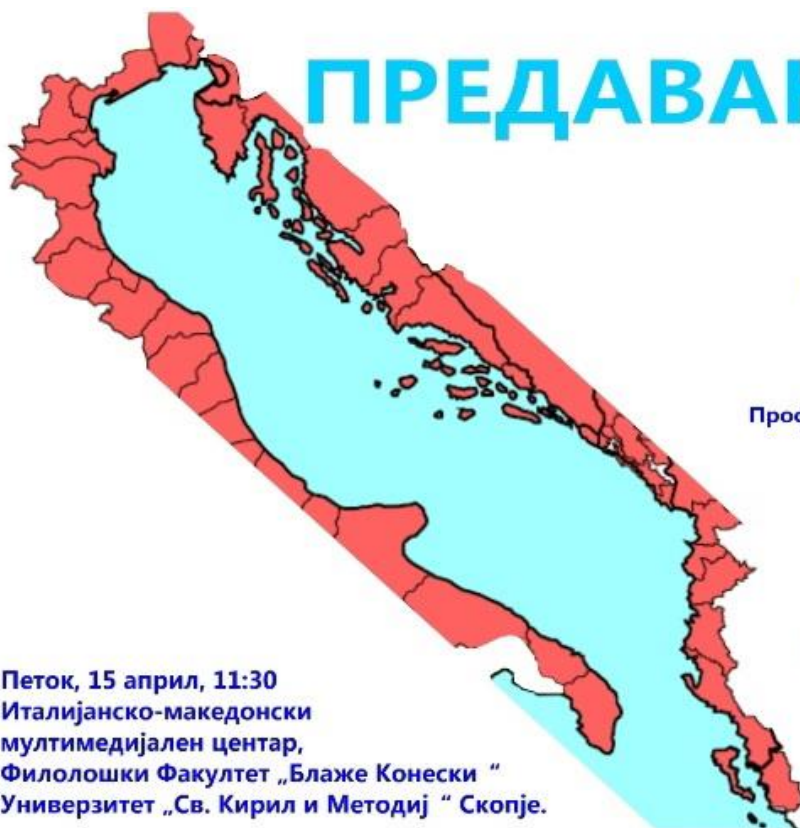 ПРЕДАВА
Прос
Петок, 15 април, 11:30
Италијанско-македонски
мултимедијален центар,
Филолошки Факултет „Блаже Конески “
Универзитет „Св. Кирил и Методиј “ Скопје.